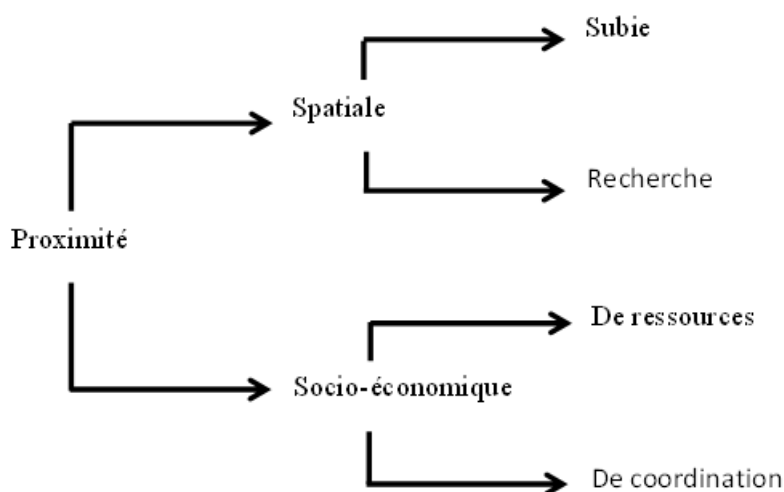 Subie
Spatiale
Recherche
Proximité
De ressources
Socio-économique
De coordination